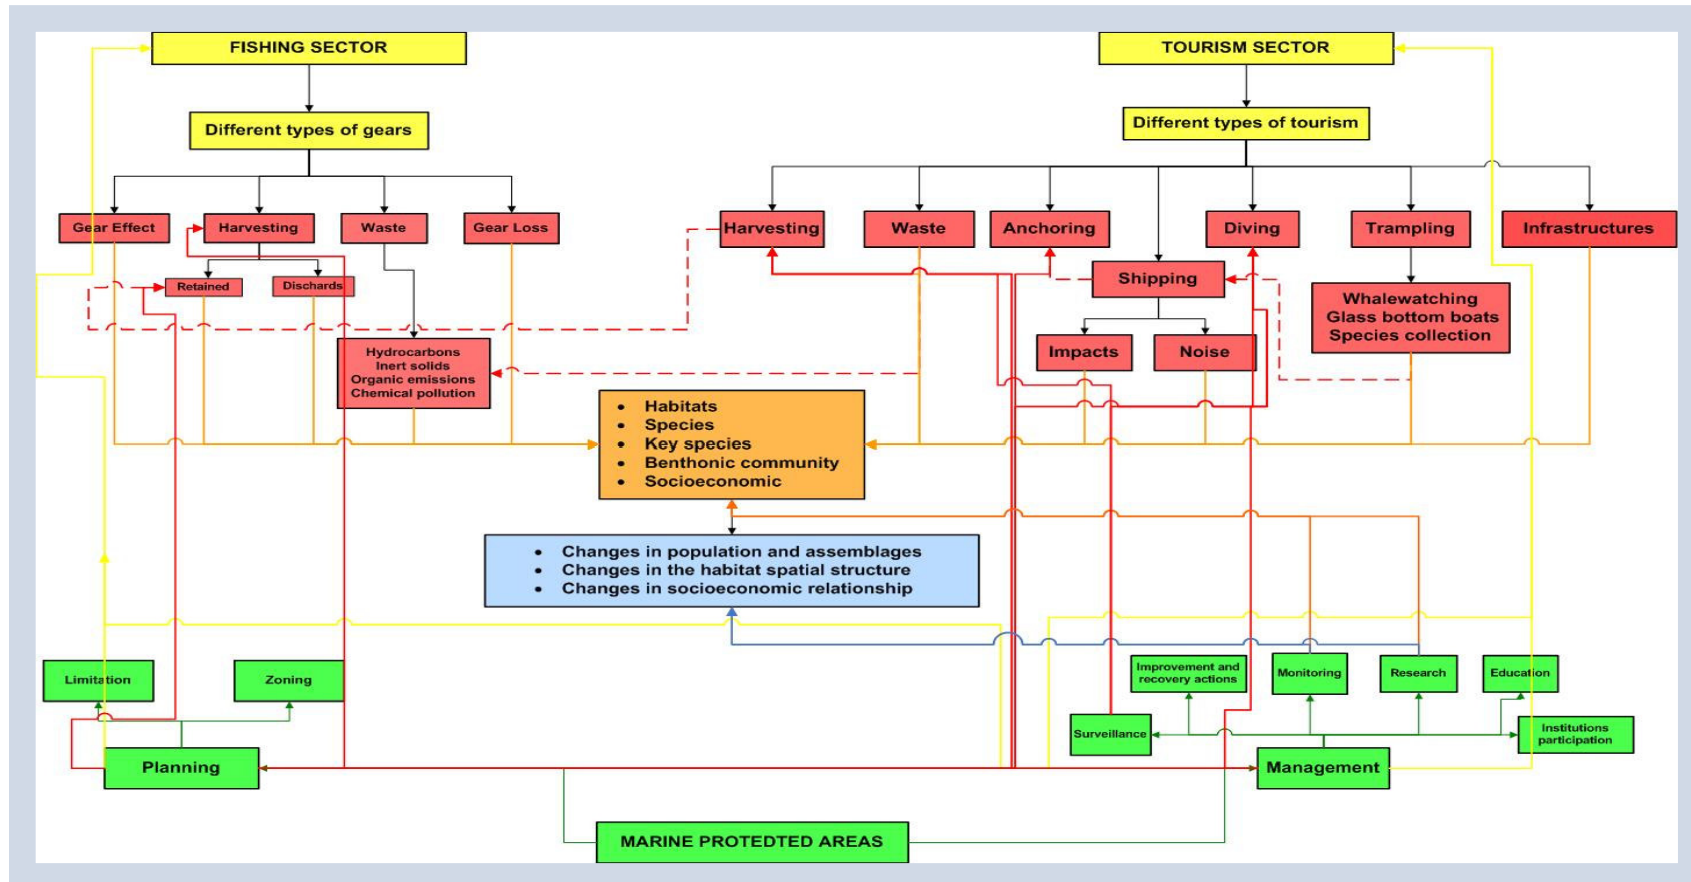 FISHING SECTOR
TOURISM SECTOR
Different types of gears
Different types of tourism
Gear Effect
Harvesting
Waste
Gear Loss
Harvesting
Waste
Anchoring
Diving
Trampling
Infrastructures
Retained
Dischards
Shipping
Whalewatching
Glass bottom boats
Species collection
Hydrocarbons
Inert solids
Organic emissions
Chemical pollution
Impacts
Noise
• Habitats
• Species
• Key species
• Benthonic community
• Socioeconomic
• Changes in population and assemblages
• Changes in the habitat spatial structure
• Changes in socioeconomic relationship
Limitation
Zoning
Improvement and
recovery actions
Monitoring
Research
Education
Surveillance
Institutions
participation
Planning
Management
MARINE PROTEDTED AREAS